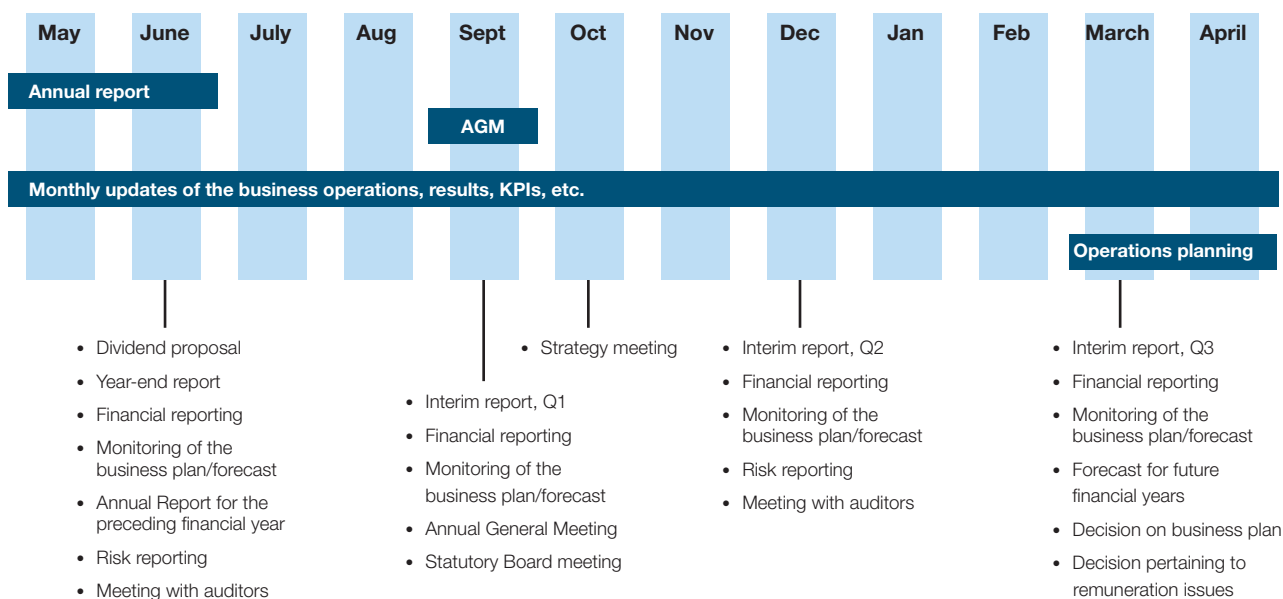 May June July Aug Sept Oct Nov Dec Jan Feb March April
Annual report
AGM
Monthly updates of the business operations, results, KPIs, etc.
Operations planning
• Dividend proposal
• Year-end report
• Financial reporting
• Monitoring of the
business plan/forecast
• Annual Report for the
preceding financial year
• Risk reporting
• Meeting with auditors
• Interim report, Q1
• Financial reporting
• Monitoring of the
business plan/forecast
• Annual General Meeting
• Statutory Board meeting
• Strategy meeting
• Interim report, Q2
• Financial reporting
• Monitoring of the
business plan/forecast
• Risk reporting
• Meeting with auditors
• Interim report, Q3
• Financial reporting
• Monitoring of the
business plan/forecast
• Forecast for future
financial years
• Decision on business plan
• Decision pertaining to
remuneration issues